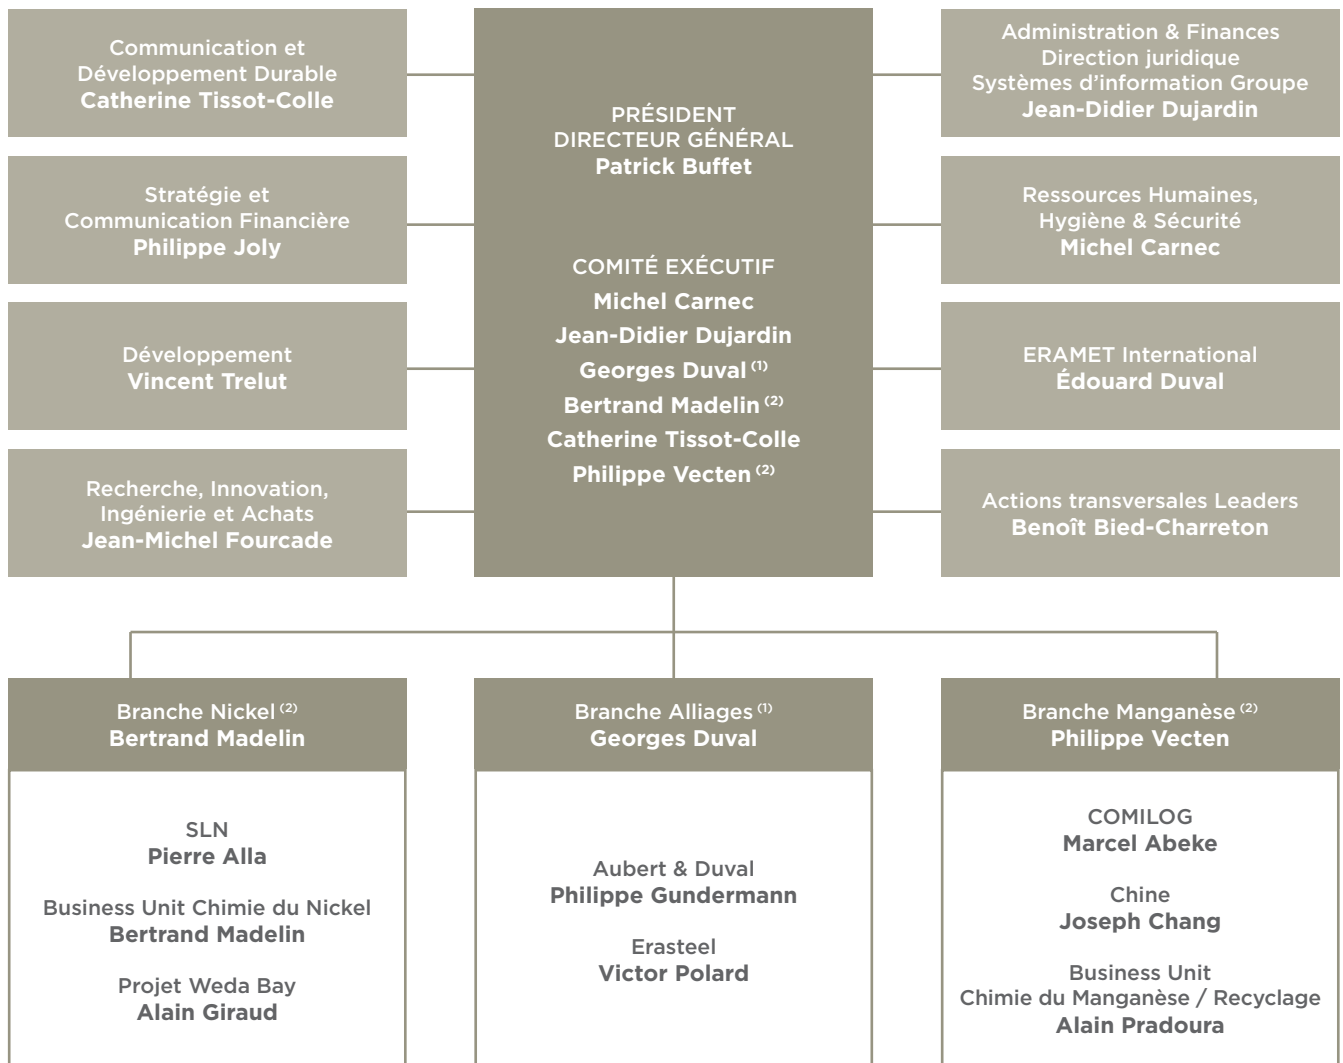 Communication et
Développement Durable
Catherine Tissot-Colle
Stratégie et
Communication Financière
Philippe Joly
Développement
Vincent Trelut
Recherche, Innovation,
Ingénierie et Achats
Jean-Michel Fourcade
PRÉSIDENT
DIRECTEUR GÉNÉRAL
Patrick Buffet
COMITÉ EXÉCUTIF
Michel Carnec
Jean-Didier Dujardin
Georges Duval (1)
Bertrand Madelin (2)
Catherine Tissot-Colle
Philippe Vecten (2)
Administration & Finances
Direction juridique
Systèmes d'information Groupe
Jean-Didier Dujardin
Ressources Humaines,
Hygiène & Sécurité
Michel Carnec
ERAMET International
Édouard Duval
Actions transversales Leaders
Benoît Bied-Charreton
Branche Nickel (2)
Bertrand Madelin
SLN
Pierre Alla
Business Unit Chimie du Nickel
Bertrand Madelin
Projet Weda Bay
Alain Giraud
Branche Alliages (1)
Georges Duval
Aubert & Duval
Philippe Gundermann
Erasteel
Victor Polard
Branche Manganèse (2)
Philippe Vecten
COMILOG
Marcel Abeke
Chine
Joseph Chang
Business Unit
Chimie du Manganèse / Recyclage
Alain Pradoura